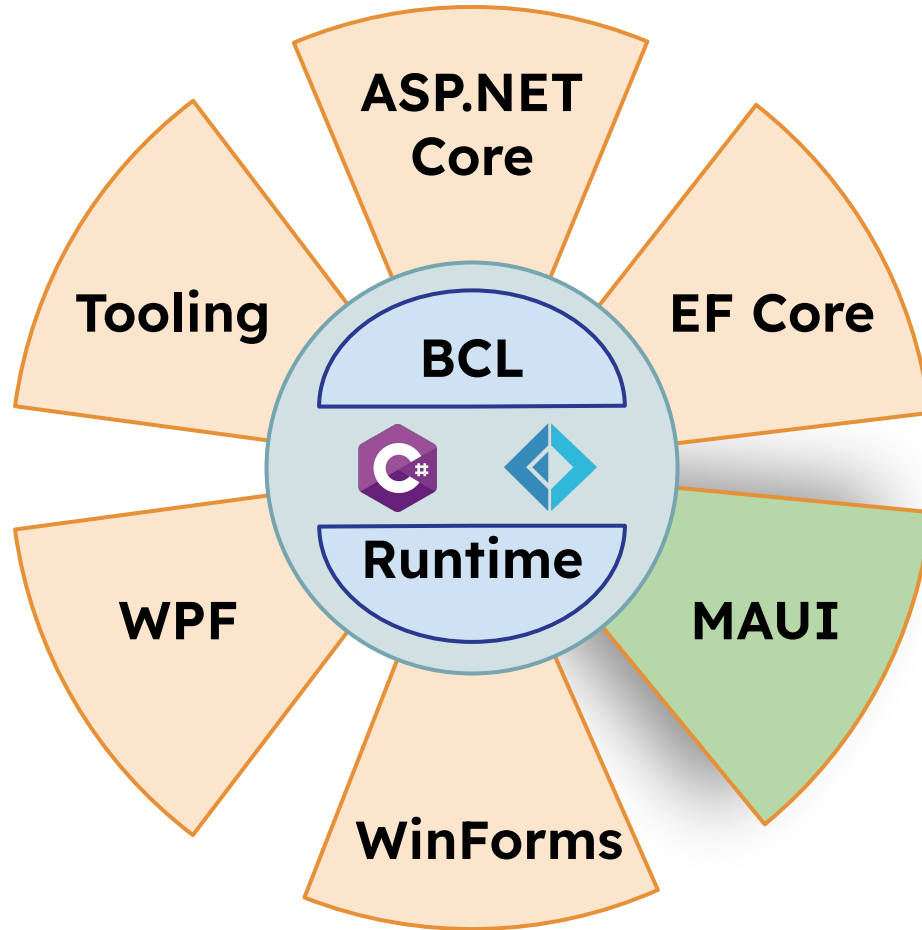 ASP.NET
Core
Tooling
EF Core
BCL
C#
Runtime
WPF
MAUI
WinForms